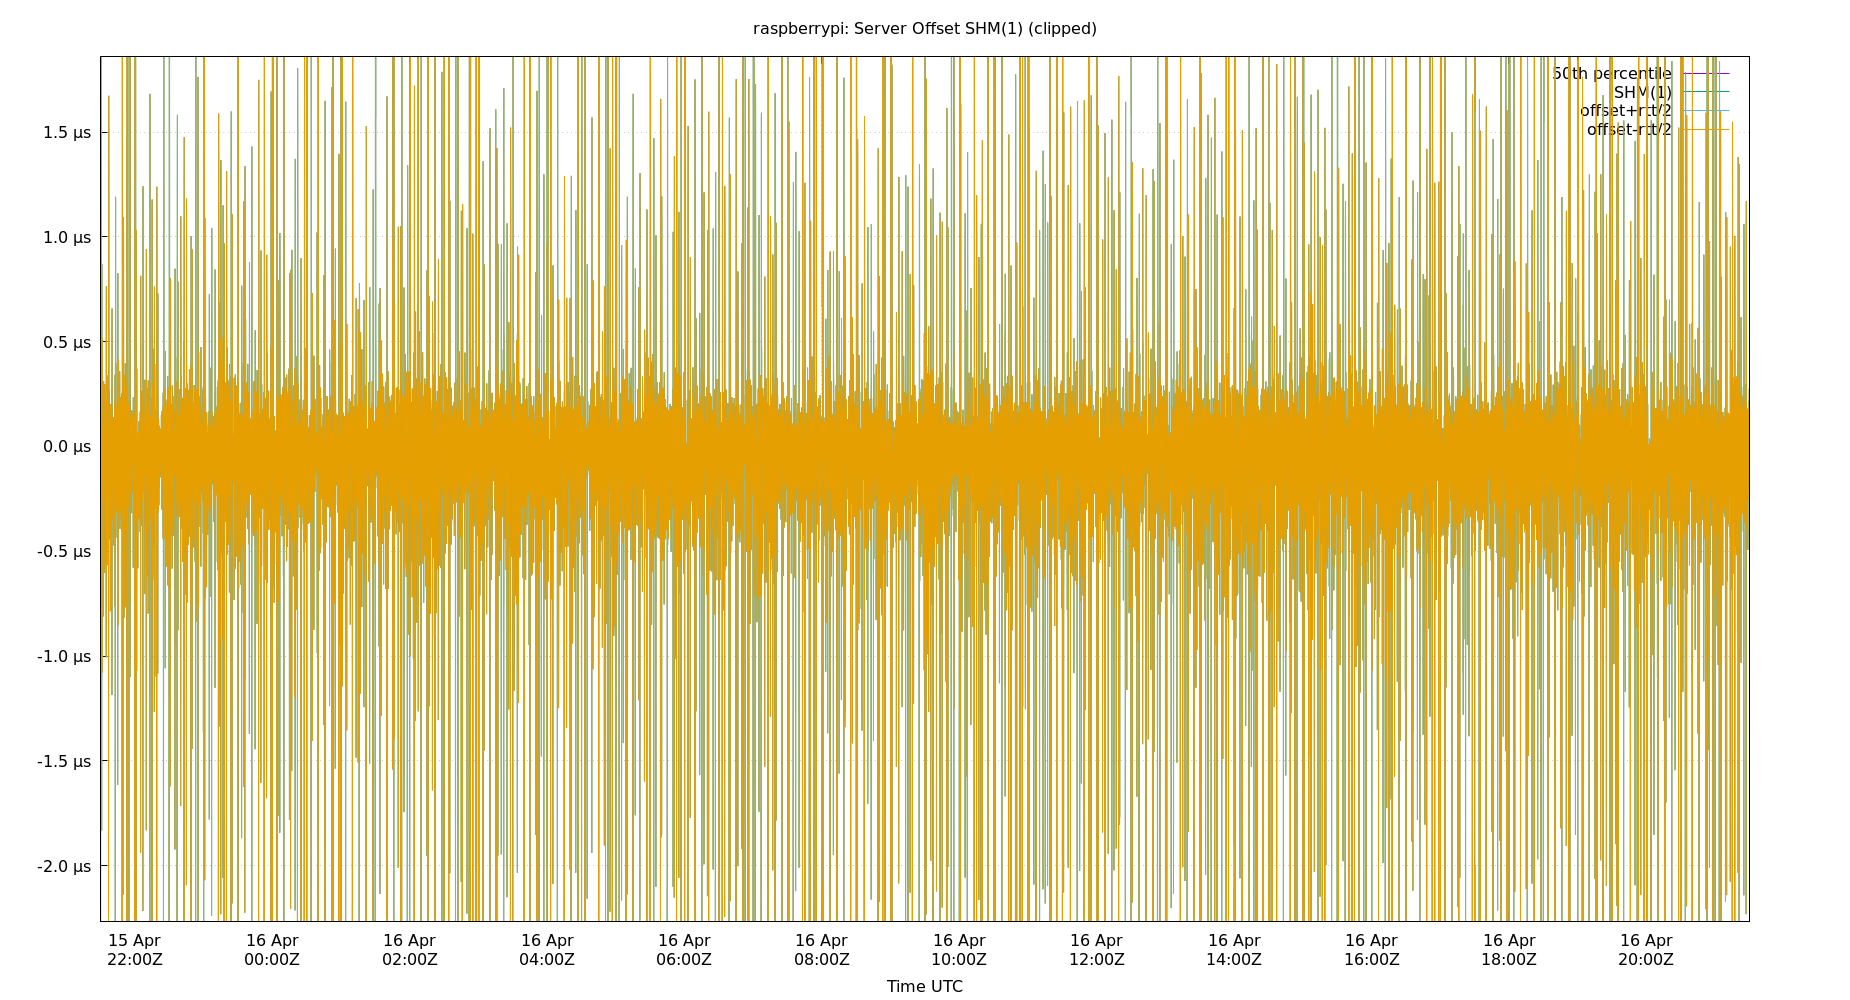 raspberrypi: Server Offset SHM(1) (clipped)
50th percentile
SHM(1)
offset+rtt/2
offset-rtt/2
1.5 µs
1.0 µs
0.5 µs
0.0 µs
-0.5 µs
-1.0 µs
-1.5 µs
-2.0 µs
15 Apr 16 Apr 16 Apr 16 Apr 16 Apr 16 Apr 16 Apr 16 Apr 16 Apr 16 Apr 16 Apr 16 Apr
22:00Z 00:00Z 02:00Z 04:00Z 06:00Z 08:00Z 10:00Z 12:00Z 14:00Z 16:00Z 18:00Z 20:00Z
Time UTC